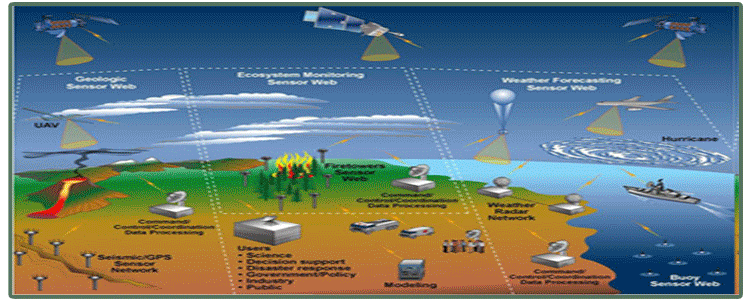 Geologic
Sensor Web
Ecosystem Monitoring
Sensor Web
Weather Forecasting
Sensor Web
UAV
Hurricane
Firetowers
Sensor
Web
Command/
Control/Coordination
Data Processing
Command/
Control/Coordination
Data Processing
Weather
Radar
Network
Seismic/GPS
Sensor
Network
Users
• Science
• Decision support
• Disaster response
• Government/Policy
• Industry
• Public
Modeling
Command/
Control/Coordination
Data Processing
Buoy
Sensor Web